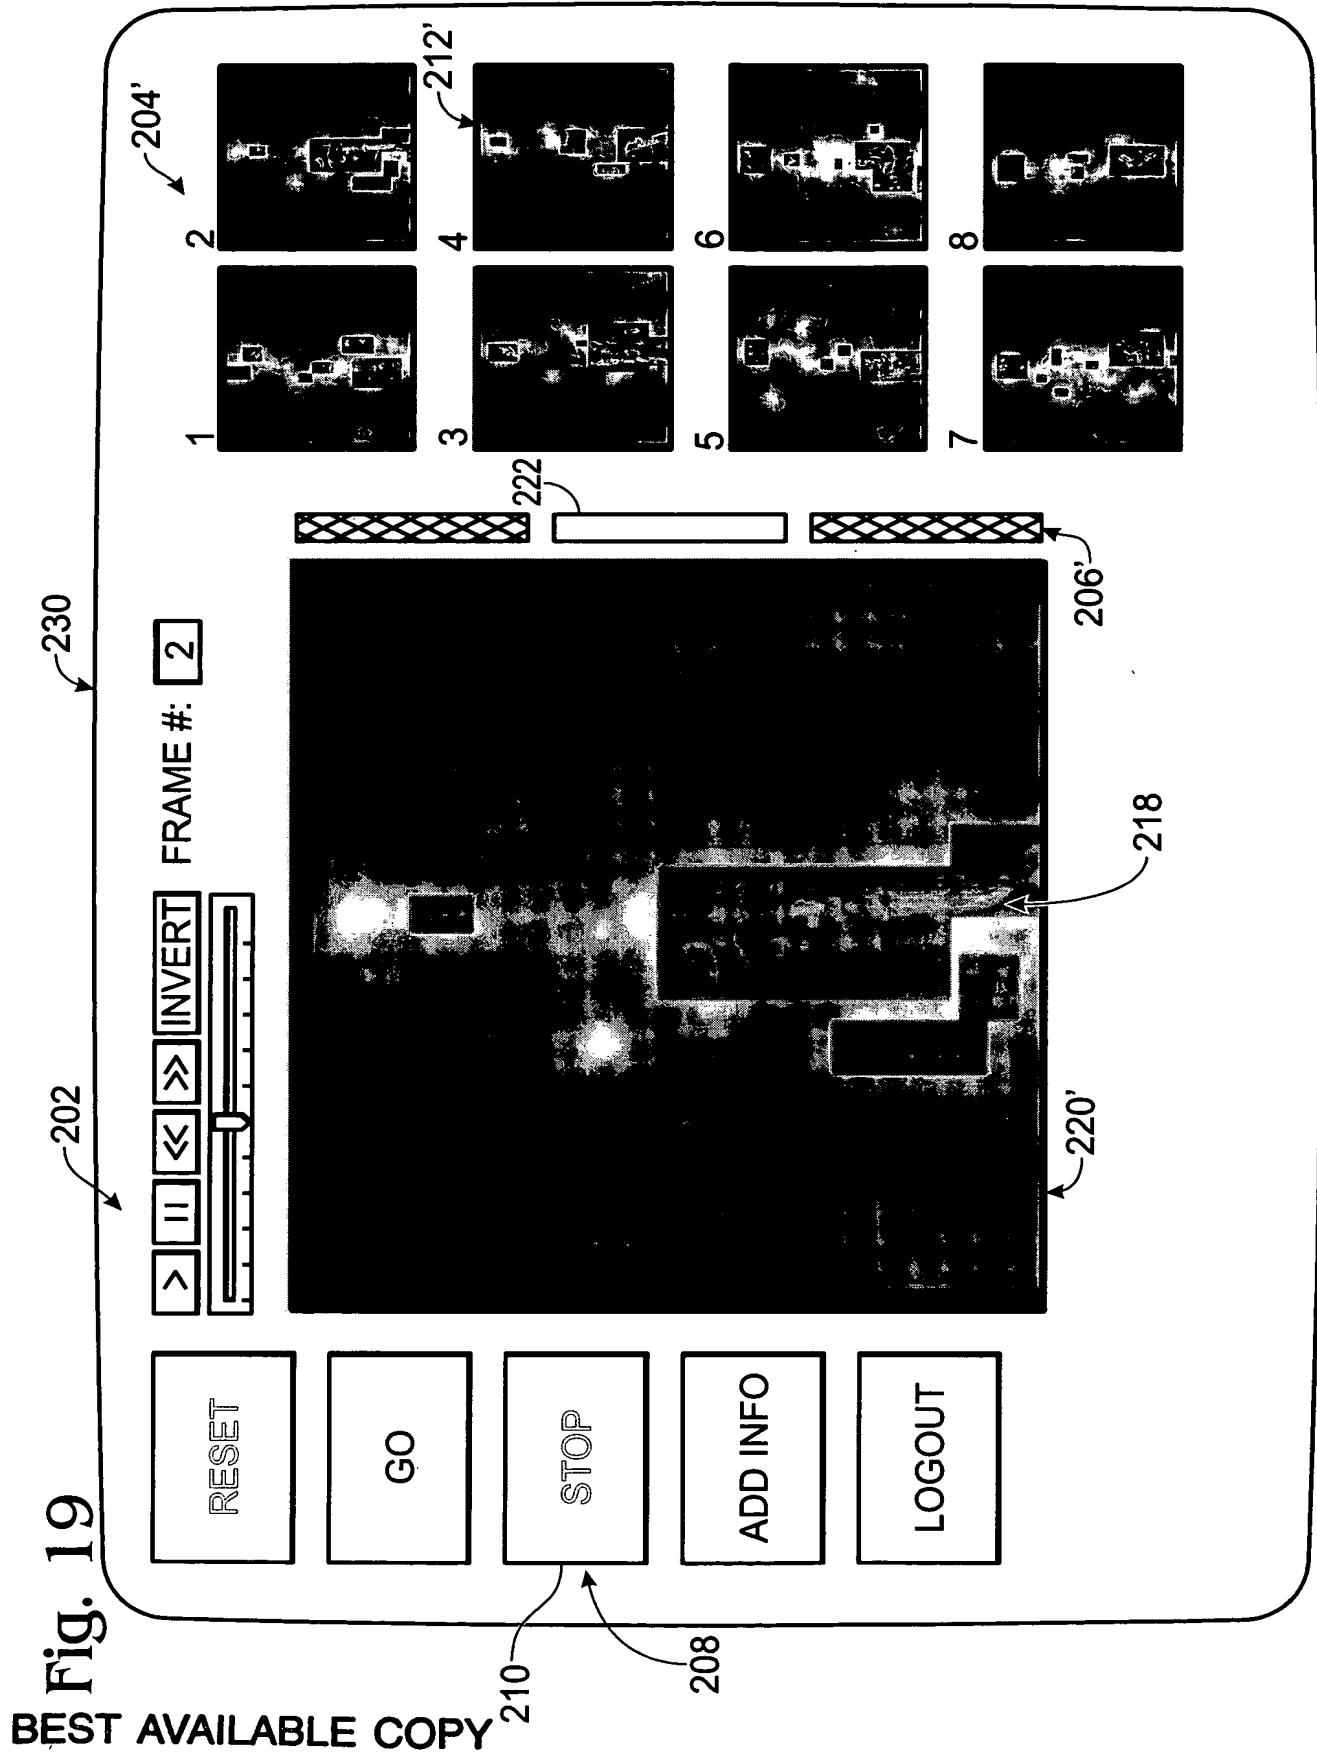 BEST AVAILABLE COPY
Fig. 19
230
202
204'
> II << >> INVERT
FRAME #: 2
RESET
GO
STOP
ADD INFO
LOGOUT
210
208
222
206'
218
220'
212'
1
2
3
4
5
6
7
8